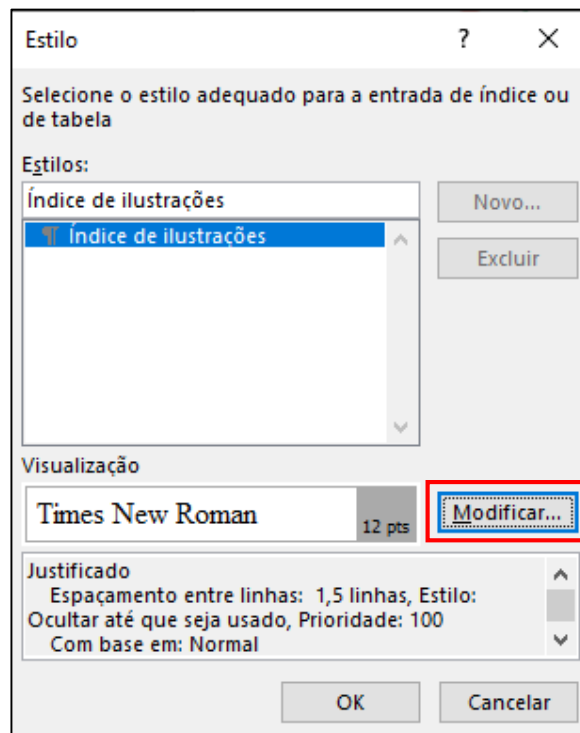 Estilo ? ×
Selecione o estilo adequado para a entrada de índice ou
de tabela
Estilos:
Índice de ilustrações
Novo...
¶ Índice de ilustrações
Excluir
Visualização
Times New Roman 12 pts
Modificar...
Justificado
Espaçamento entre linhas: 1,5 linhas, Estilo:
Ocultar até que seja usado, Prioridade: 100
Com base em: Normal
OK Cancelar